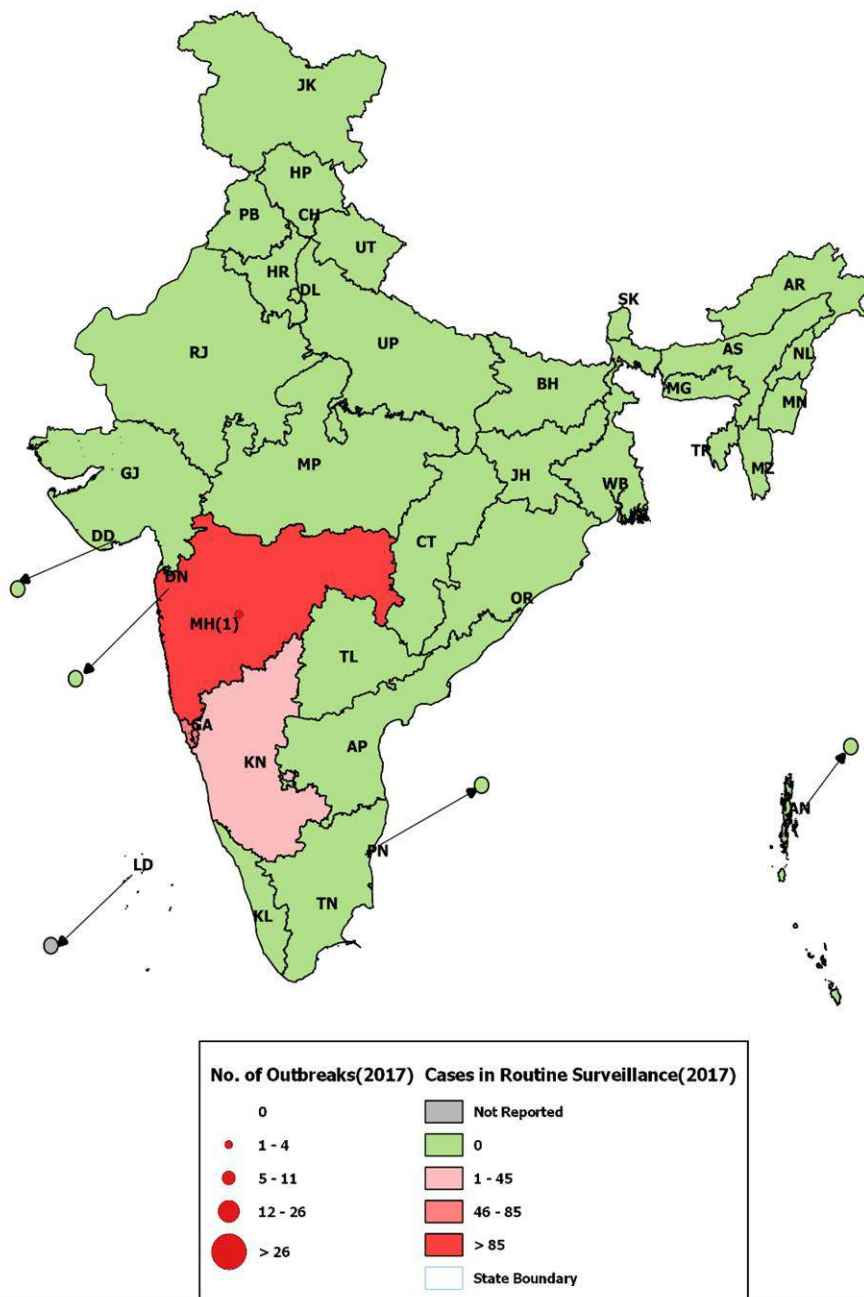 JK
HP
PB
CH
UT
HR
DL
AR
SK
RJ
UP
AS
NL
BH
MG
MN
GJ
MP
JH
TR
MZ
WB
DD
CT
DN
OR
MH(1)
TL
GA
AP
KN
AN
PN
LD
KL
TN
No. of Outbreaks(2017)
0
1 - 4
5 - 11
12 - 26
> 26
Cases in Routine Surveillance(2017)
Not Reported
0
1 - 45
46 - 85
> 85
State Boundary